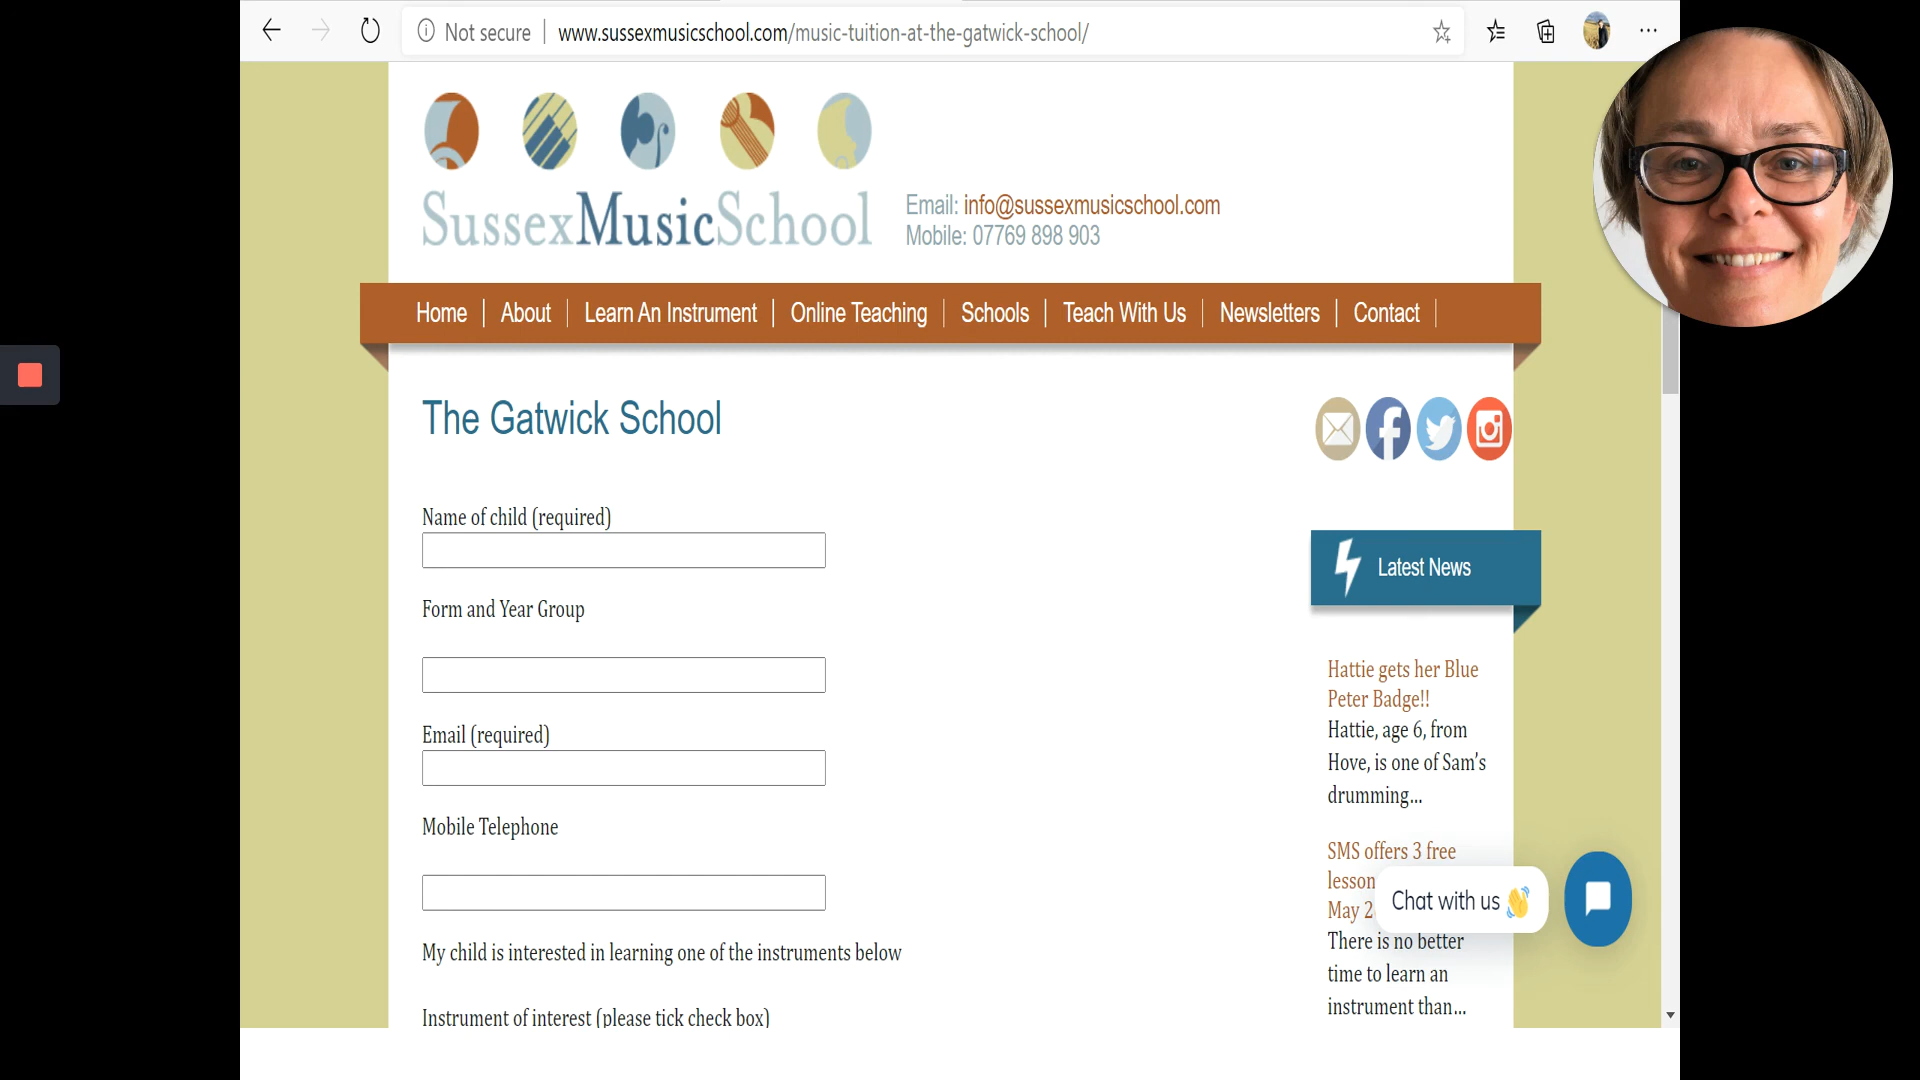 Not secure www.sussexmusicschool.com/music-tuition-at-the-gatwick-school/
SussexMusicSchool
Email: info@sussexmusicschool.com
Mobile: 07769 898 903
Home About Learn An Instrument Online Teaching Schools Teach With Us Newsletters Contact
The Gatwick School
Name of child (required)
Form and Year Group
Email (required)
Mobile Telephone
My child is interested in learning one of the instruments below
Instrument of interest (please tick check box)
Latest News
Hattie gets her Blue
Peter Badge!!
Hattie, age 6, from
Hove, is one of Sam's
drumming...
SMS offers 3 free
lesson
May 2
There is no better
time to learn an
instrument than...
Chat with us